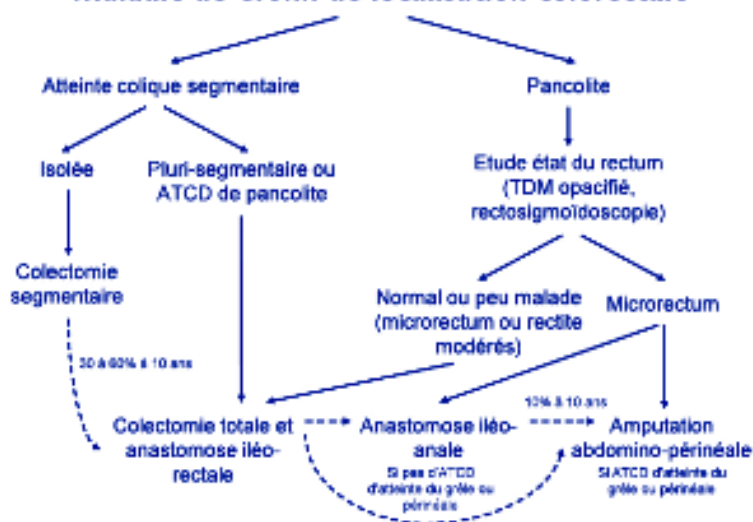 Atteinte colique segmentaire
Pancolite
Isolée
Pluri-segmentaire ou
ATCD de pancolite
Etude état du rectum
(TDM opacifié,
rectosigmoïdoscopie)
Colectomie
segmentaire
Normal ou peu malade
(microrectum ou rectite
modérés)
Microrectum
30 à 60% à 10 ans
10% à 10 ans
Colectomie totale et
anastomose iléo-
rectale
Anastomose iléo-
anale
Si pas d'ATCD
d'atteinte du grêle ou
périnéale
Amputation
abdomino-périnéale
Si ATCD d'atteinte du
grêle ou périnéale